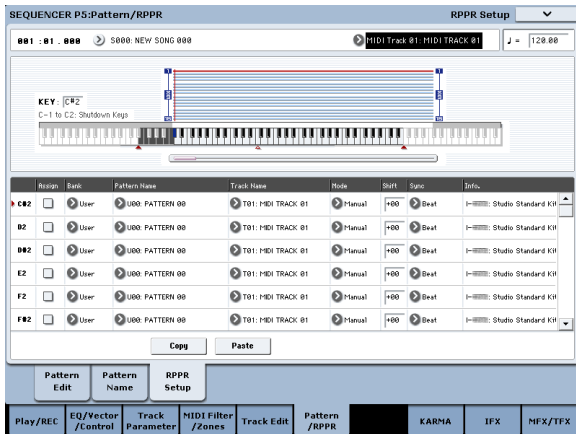 SEQUENCER P5:Pattern/RPPR RPPR Setup
001 :01 . 000 S000: NEW SONG 000 MIDI Track 01: MIDI TRACK 01 ♩ = 120.00
KEY: C#2
C-1 to C2: Shutdown Keys
Assign Bank Pattern Name Track Name Mode Shift Sync Info.
C#2 User U00: PATTERN 00 T01: MIDI TRACK 01 Manual +00 Beat : Studio Standard Kit
D2 User U00: PATTERN 00 T01: MIDI TRACK 01 Manual +00 Beat : Studio Standard Kit
D#2 User U00: PATTERN 00 T01: MIDI TRACK 01 Manual +00 Beat : Studio Standard Kit
E2 User U00: PATTERN 00 T01: MIDI TRACK 01 Manual +00 Beat : Studio Standard Kit
F2 User U00: PATTERN 00 T01: MIDI TRACK 01 Manual +00 Beat : Studio Standard Kit
F#2 User U00: PATTERN 00 T01: MIDI TRACK 01 Manual +00 Beat : Studio Standard Kit
Copy Paste
Pattern Edit Pattern Name RPPR Setup
Play/REC EQ/Vector /Control Track Parameter MIDI Filter /Zones Track Edit Pattern /RPPR KARMA IFX MFX/TFX